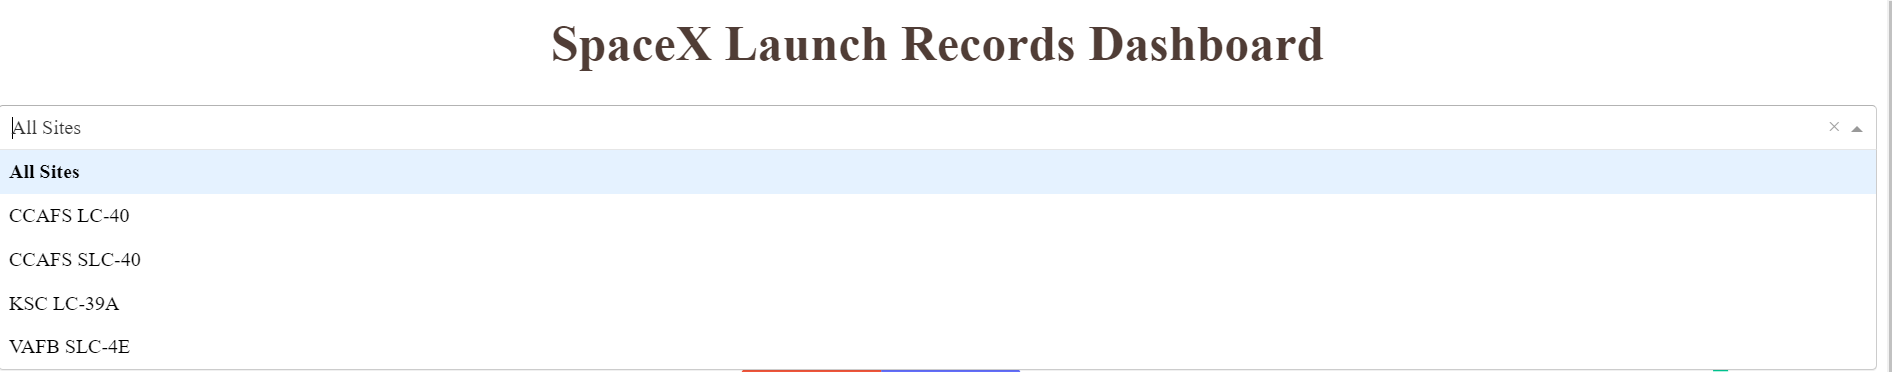 SpaceX Launch Records Dashboard
All Sites
All Sites
CCAFS LC-40
CCAFS SLC-40
KSC LC-39A
VAFB SLC-4E